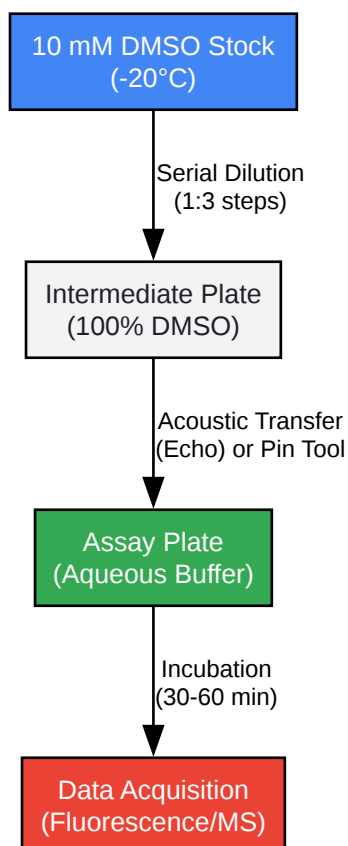 10 mM DMSO Stock
(-20°C)
Serial Dilution
(1:3 steps)
Intermediate Plate
(100% DMSO)
Acoustic Transfer
(Echo) or Pin Tool
Assay Plate
(Aqueous Buffer)
Incubation
(30-60 min)
Data Acquisition
(Fluorescence/MS)